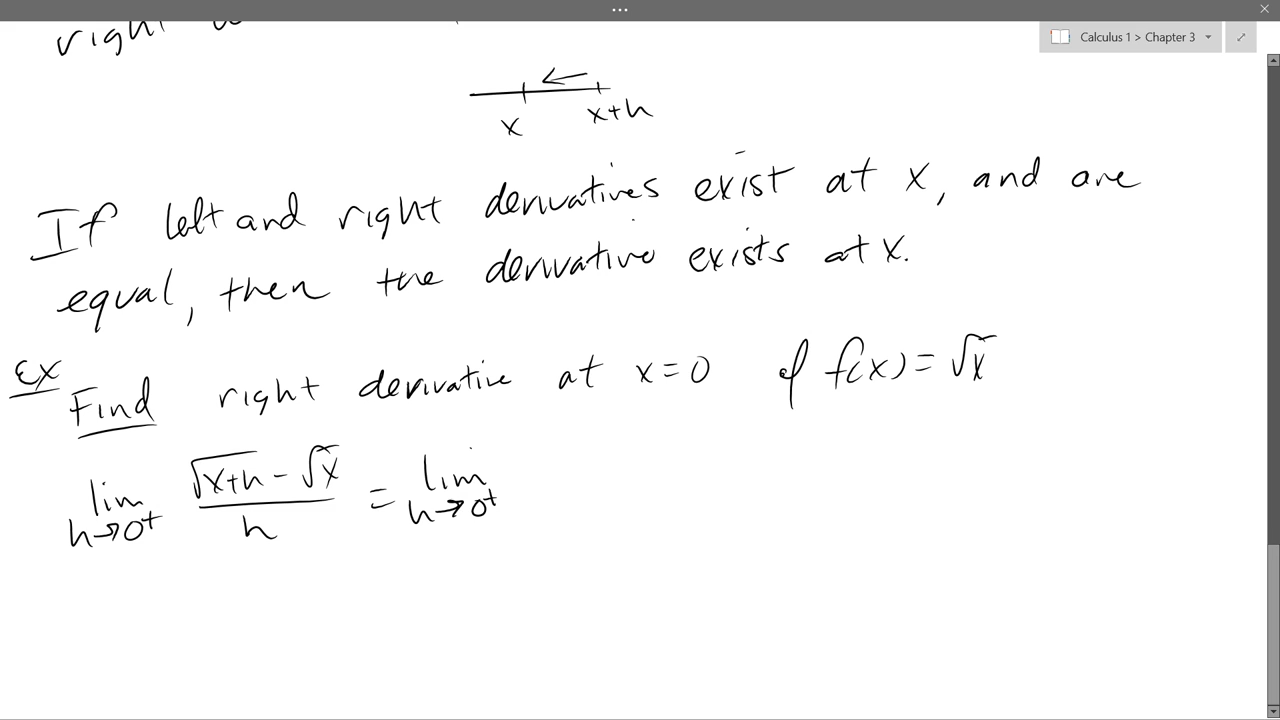 Calculus 1 > Chapter 3
right
x x+h
If left and right derivatives exist at x, and are
equal, then the derivative exists at x.
Ex Find right derivative at x=0 of f(x) = √x
lim h→0⁺ (√(x+h) - √x)/h = lim h→0⁺